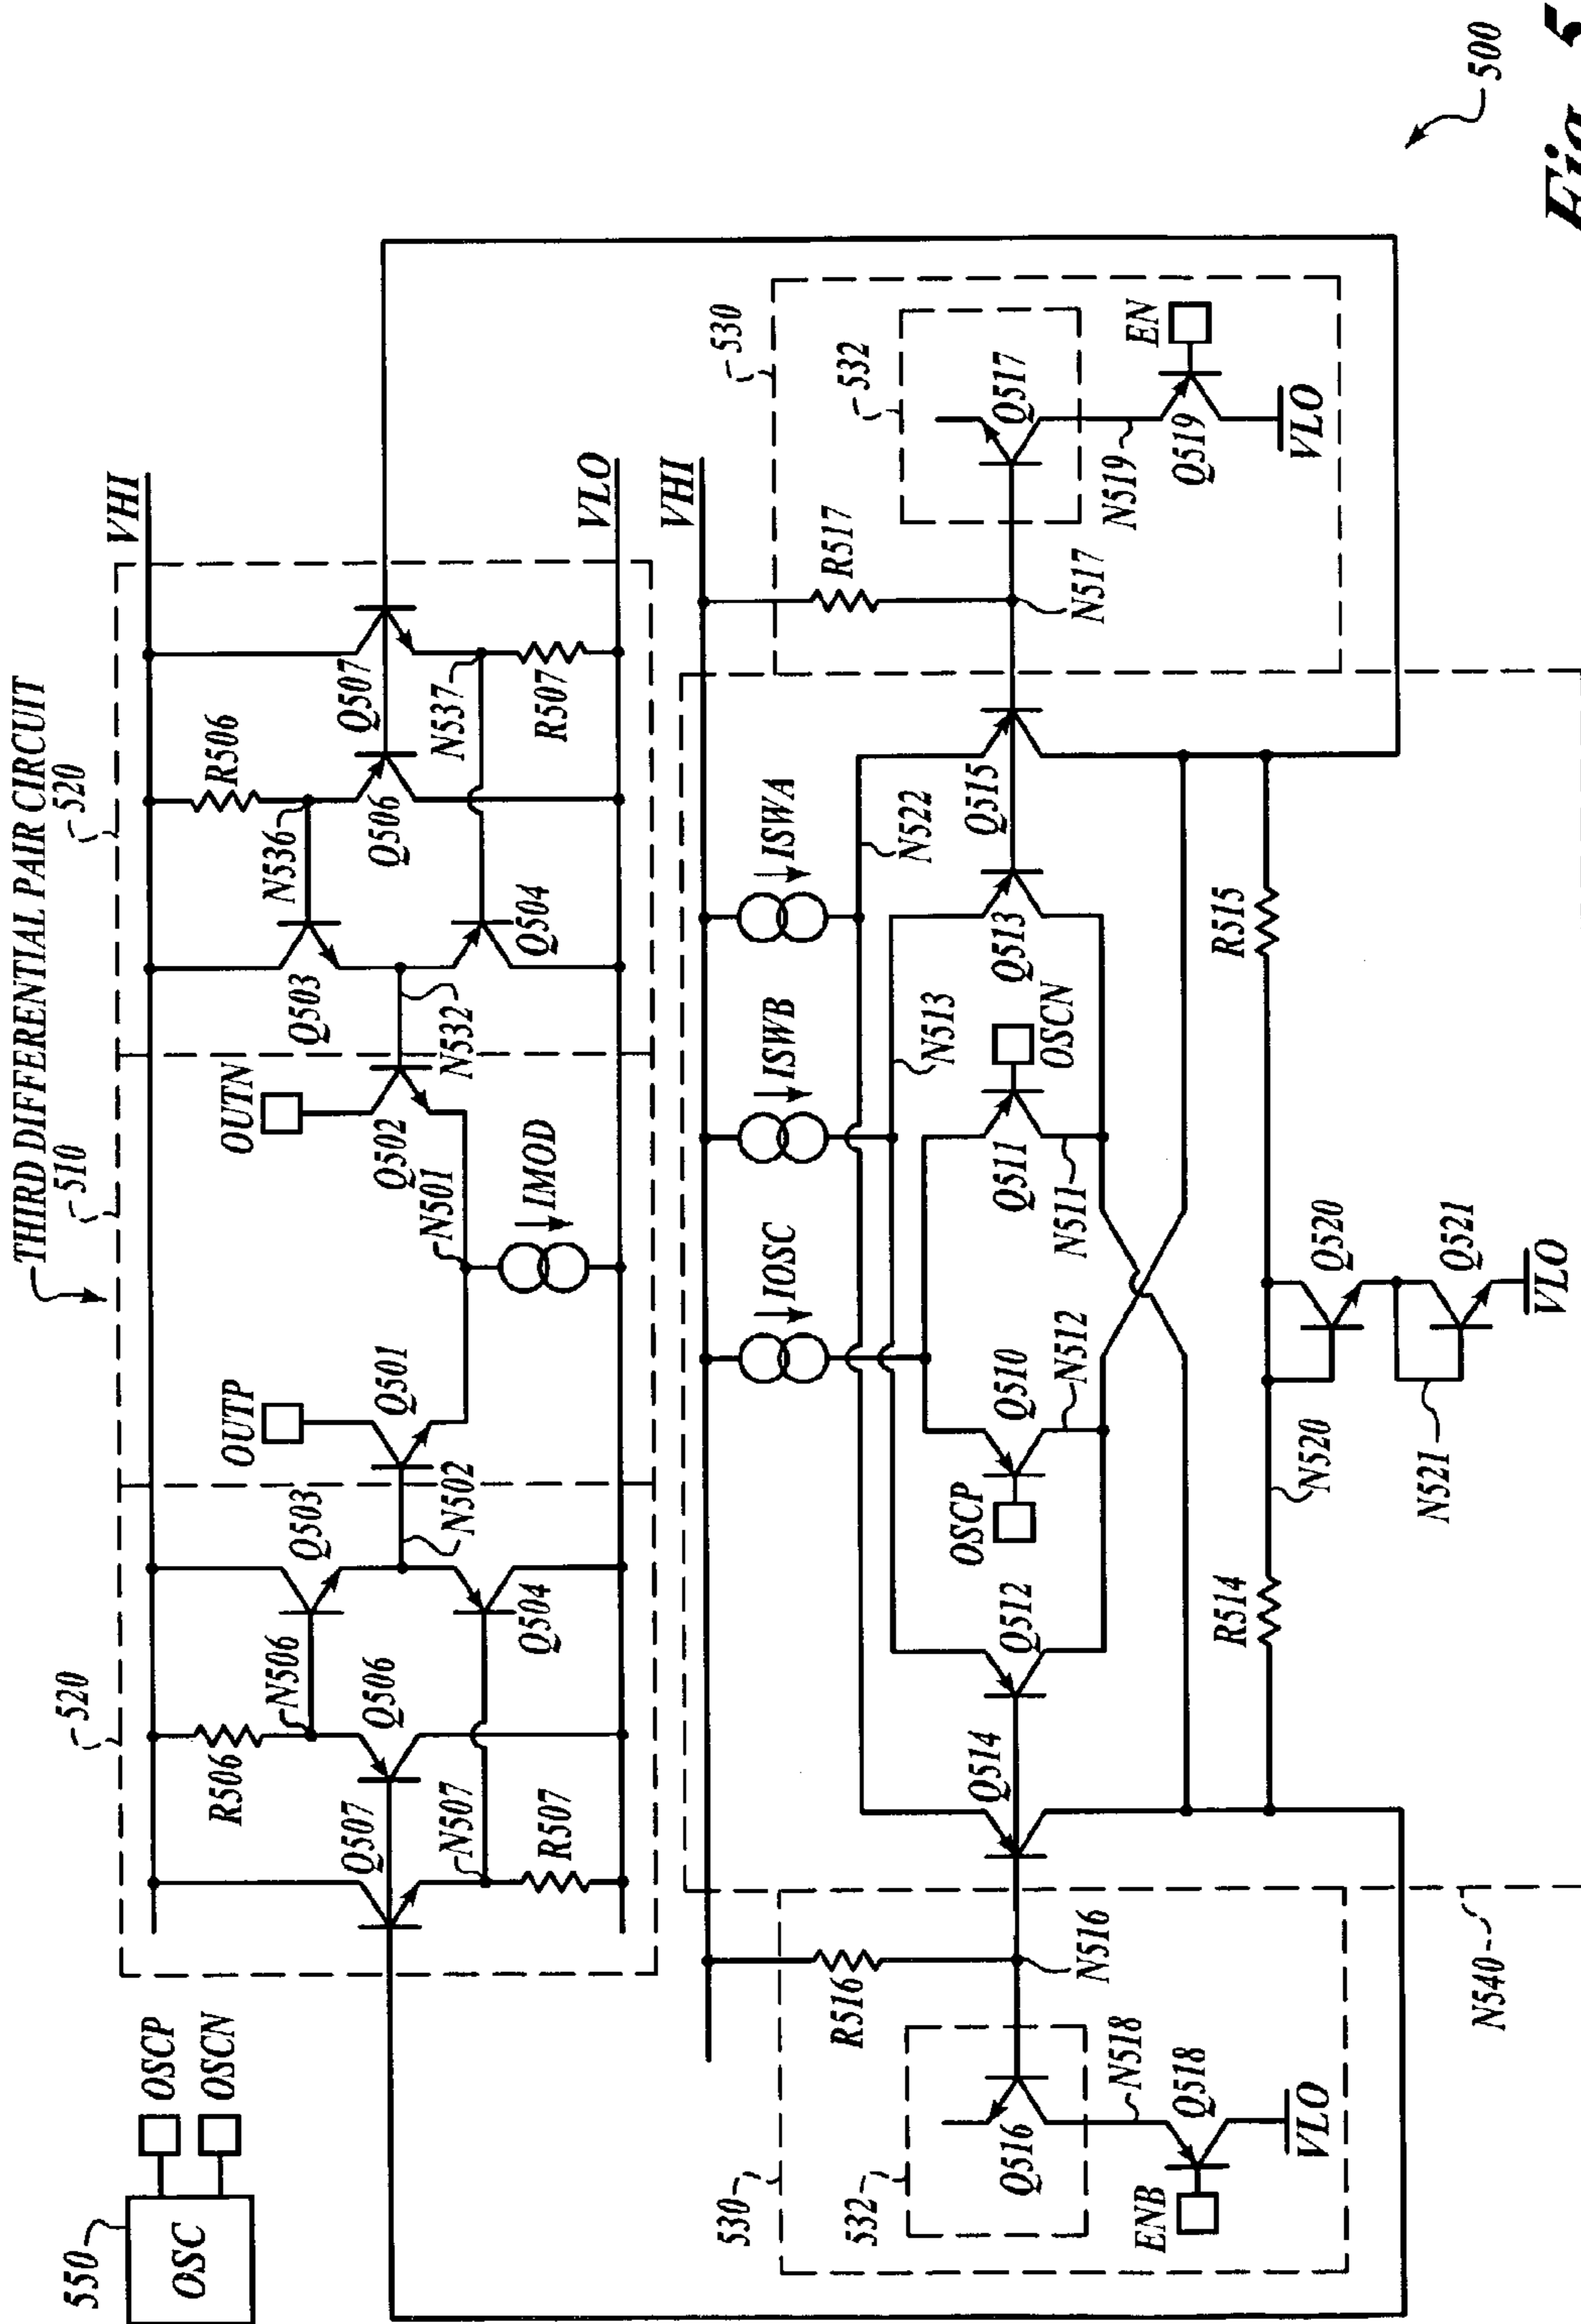 THIRD DIFFERENTIAL PAIR CIRCUIT
520
510
520
550
OSC
OSCP
OSCN
VHI
R506
N506
Q503
OUTP
OUTN
R506
N536
Q507
Q506
Q501
Q502
Q503
Q506
Q507
N507
R507
Q504
N502
N501
IMOD
N532
Q504
N537
R507
VLO
VHI
IOSC
ISWB
ISWA
530
532
R516
Q516
N516
N518
ENB
Q518
VLO
Q514
Q512
OSCP
Q510
N512
Q511
N511
OSCN
N513
Q513
N522
Q515
R517
530
532
Q517
N517
N519
EN
Q519
VLO
R514
R515
N520
Q520
N521
Q521
VLO
N540
500
Fig. 5